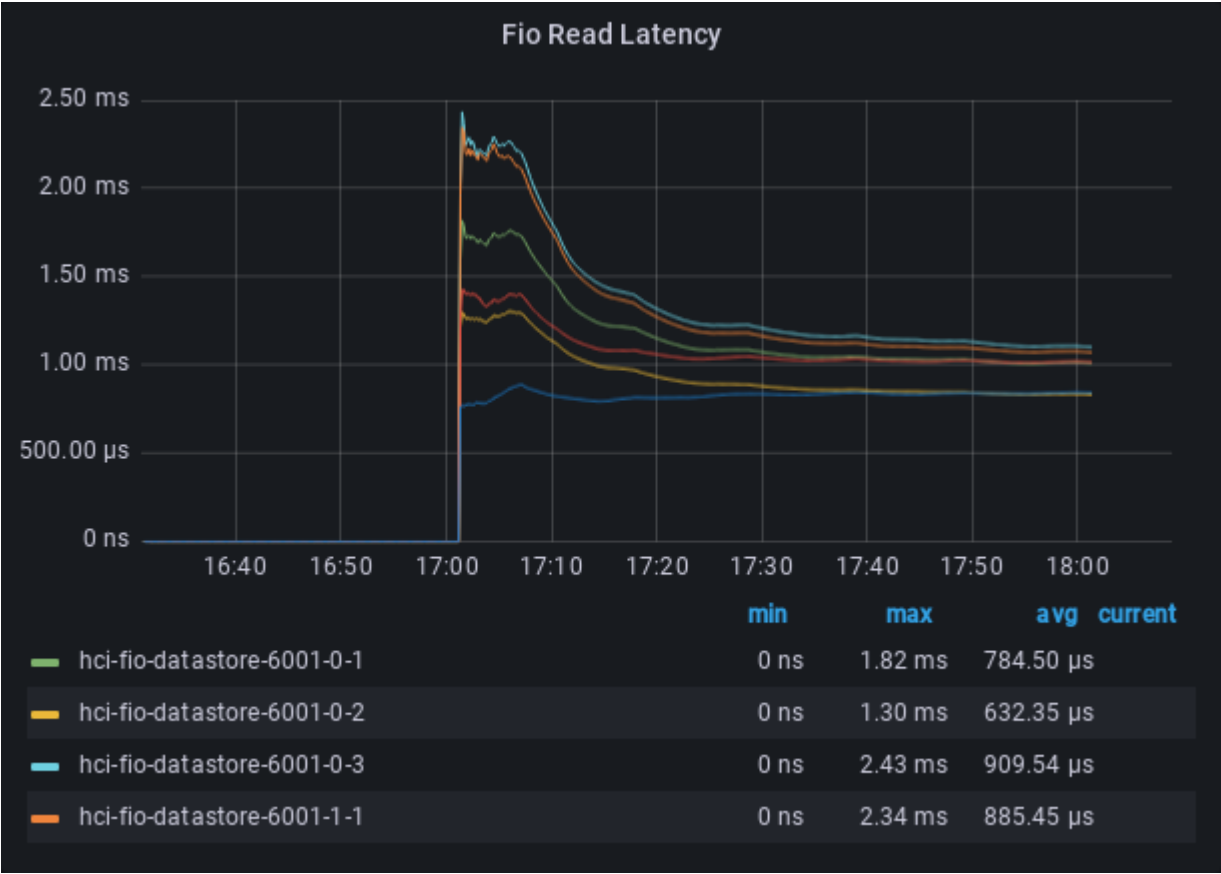 Fio Read Latency
2.50 ms
2.00 ms
1.50 ms
1.00 ms
500.00 µs
0 ns
16:40 16:50 17:00 17:10 17:20 17:30 17:40 17:50 18:00
min max avg current
hci-fio-datastore-6001-0-1 0 ns 1.82 ms 784.50 µs
hci-fio-datastore-6001-0-2 0 ns 1.30 ms 632.35 µs
hci-fio-datastore-6001-0-3 0 ns 2.43 ms 909.54 µs
hci-fio-datastore-6001-1-1 0 ns 2.34 ms 885.45 µs